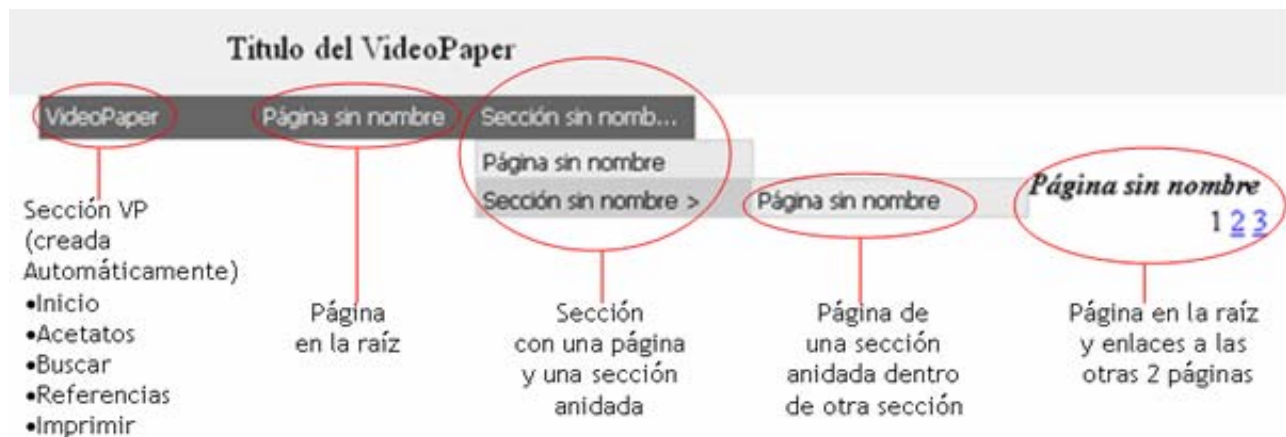 Titulo del VideoPaper
VideoPaper
Página sin nombre
Sección sin nomb...
Página sin nombre
Sección sin nombre >
Página sin nombre
Página sin nombre
1 2 3
Sección VP
(creada
Automáticamente)
•Inicio
•Acetatos
•Buscar
•Referencias
•Imprimir
Página
en la raíz
Sección
con una página
y una sección
anidada
Página de
una sección
anidada dentro
de otra sección
Página en la raíz
y enlaces a las
otras 2 páginas